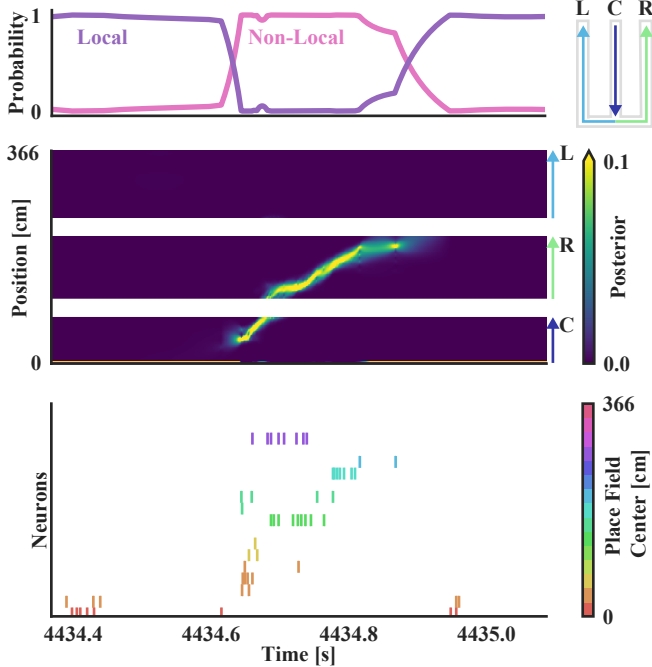 Probability
1
0
Local
Non-Local
L
C
R
Position [cm]
366
0
L
R
C
0.1
0.0
Posterior
Neurons
366
0
Place Field
Center [cm]
4434.4
4434.6
4434.8
4435.0
Time [s]